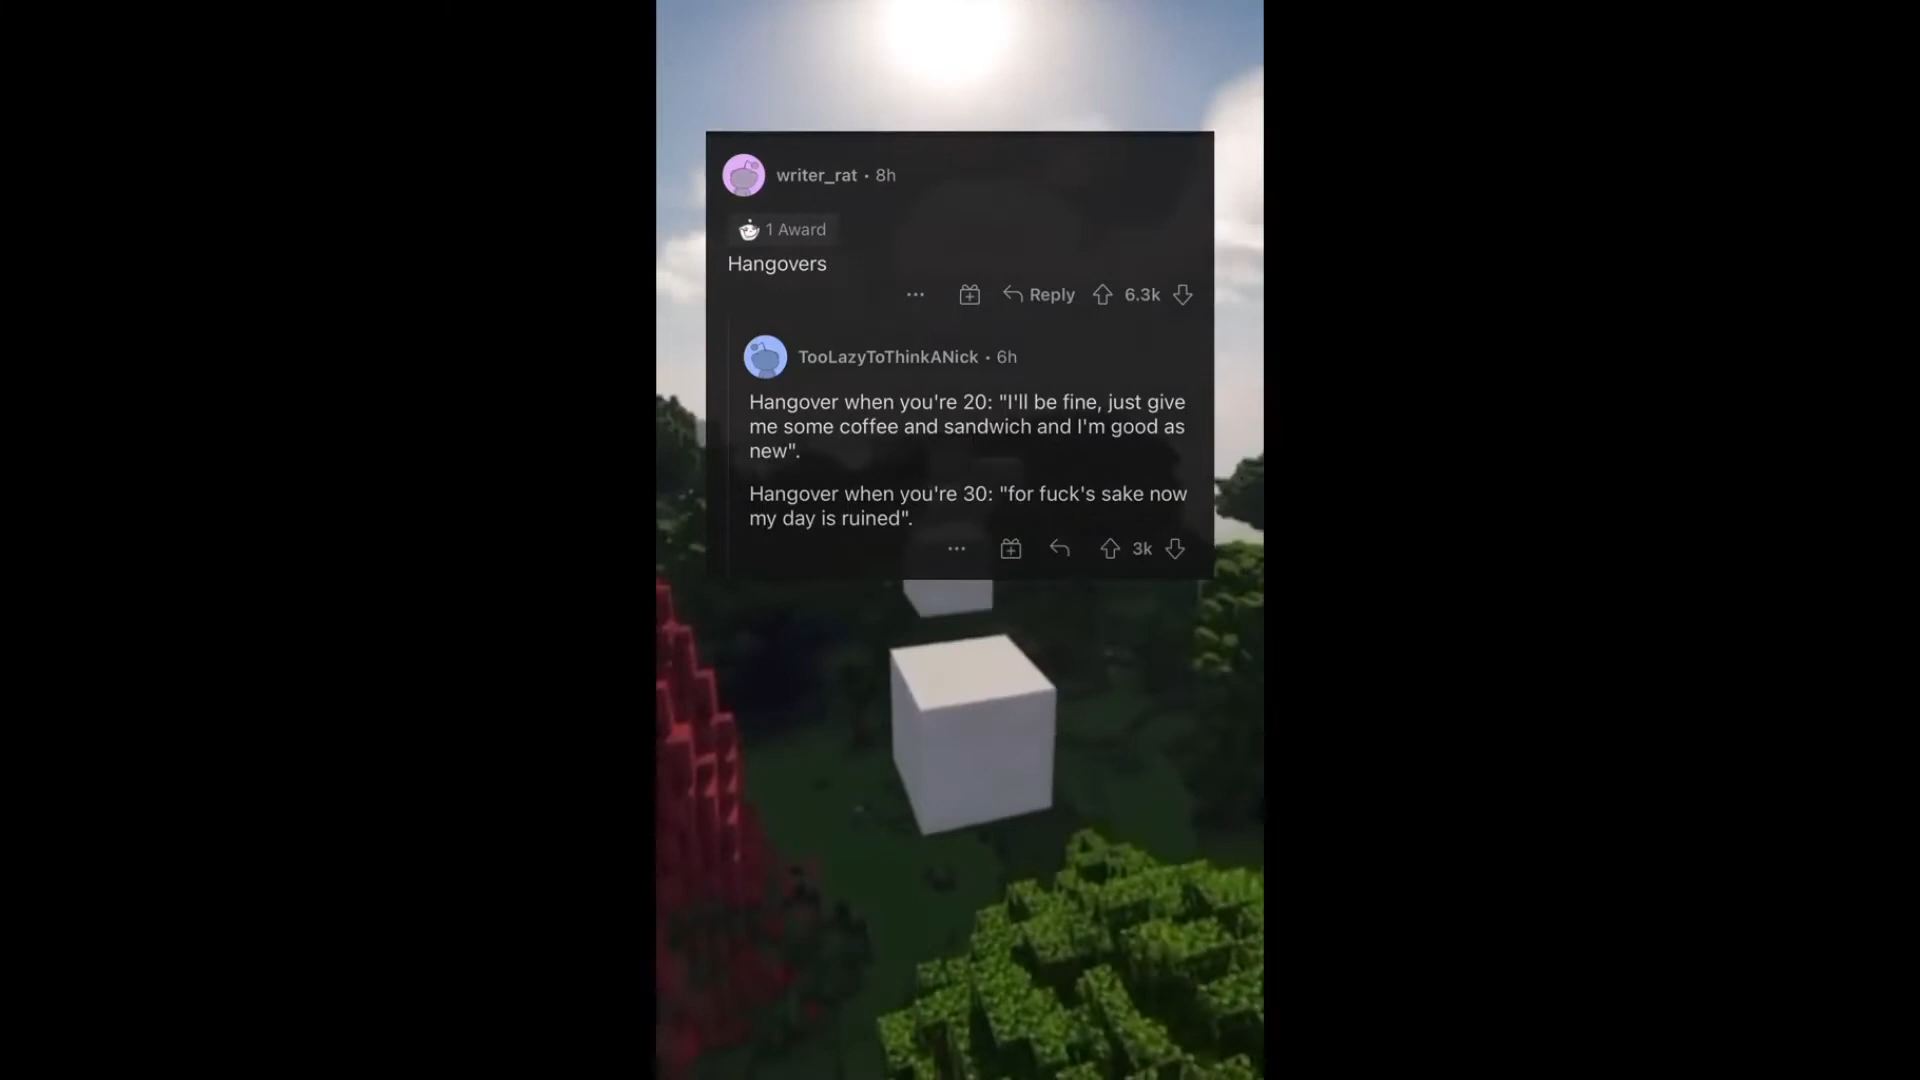 writer_rat • 8h
1 Award
Hangovers
Reply 6.3k
TooLazyToThinkANick • 6h
Hangover when you're 20: "I'll be fine, just give
me some coffee and sandwich and I'm good as
new".
Hangover when you're 30: "for fuck's sake now
my day is ruined".
3k